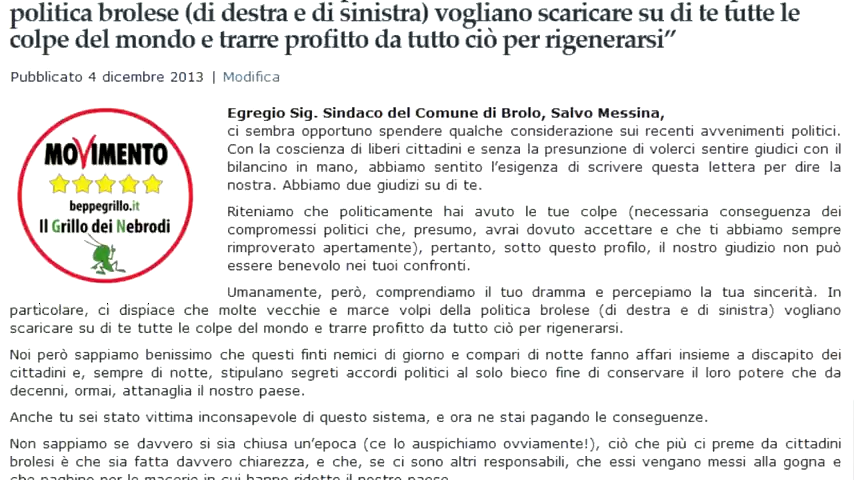 politica brolese (di destra e di sinistra) vogliano scaricare su di te tutte le
colpe del mondo e trarre profitto da tutto ciò per rigenerarsi”
Pubblicato 4 dicembre 2013 | Modifica
MOVIMENTO
beppegrillo.it
Il Grillo dei Nebrodi
Egregio Sig. Sindaco del Comune di Brolo, Salvo Messina,
ci sembra opportuno spendere qualche considerazione sui recenti avvenimenti politici.
Con la coscienza di liberi cittadini e senza la presunzione di volerci sentire giudici con il
bilancino in mano, abbiamo sentito l’esigenza di scrivere questa lettera per dire la
nostra. Abbiamo due giudizi su di te.
Riteniamo che politicamente hai avuto le tue colpe (necessaria conseguenza dei
compromessi politici che, presumo, avrai dovuto accettare e che ti abbiamo sempre
rimproverato apertamente), pertanto, sotto questo profilo, il nostro giudizio non può
essere benevolo nei tuoi confronti.
Umanamente, però, comprendiamo il tuo dramma e percepiamo la tua sincerità. In
particolare, ci dispiace che molte vecchie e marce volpi della politica brolese (di destra e di sinistra) vogliano
scaricare su di te tutte le colpe del mondo e trarre profitto da tutto ciò per rigenerarsi.
Noi però sappiamo benissimo che questi finti nemici di giorno e compari di notte fanno affari insieme a discapito dei
cittadini e, sempre di notte, stipulano segreti accordi politici al solo bieco fine di conservare il loro potere che da
decenni, ormai, attanaglia il nostro paese.
Anche tu sei stato vittima inconsapevole di questo sistema, e ora ne stai pagando le conseguenze.
Non sappiamo se davvero si sia chiusa un’epoca (ce lo auspichiamo ovviamente!), ciò che più ci preme da cittadini
brolesi è che sia fatta davvero chiarezza, e che, se ci sono altri responsabili, che essi vengano messi alla gogna e
che paghino per le macerie in cui hanno ridotto il nostro paese.